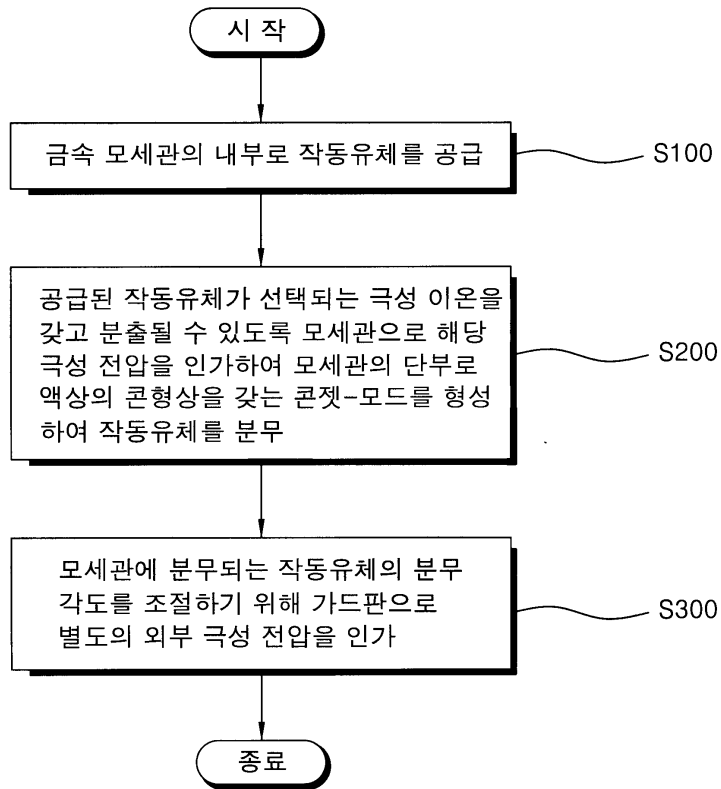 시 작
금속 모세관의 내부로 작동유체를 공급
S100
공급된 작동유체가 선택되는 극성 이온을
갖고 분출될 수 있도록 모세관으로 해당
극성 전압을 인가하여 모세관의 단부로
액상의 콘형상을 갖는 콘젯-모드를 형성
하여 작동유체를 분무
S200
모세관에 분무되는 작동유체의 분무
각도를 조절하기 위해 가드판으로
별도의 외부 극성 전압을 인가
S300
종료